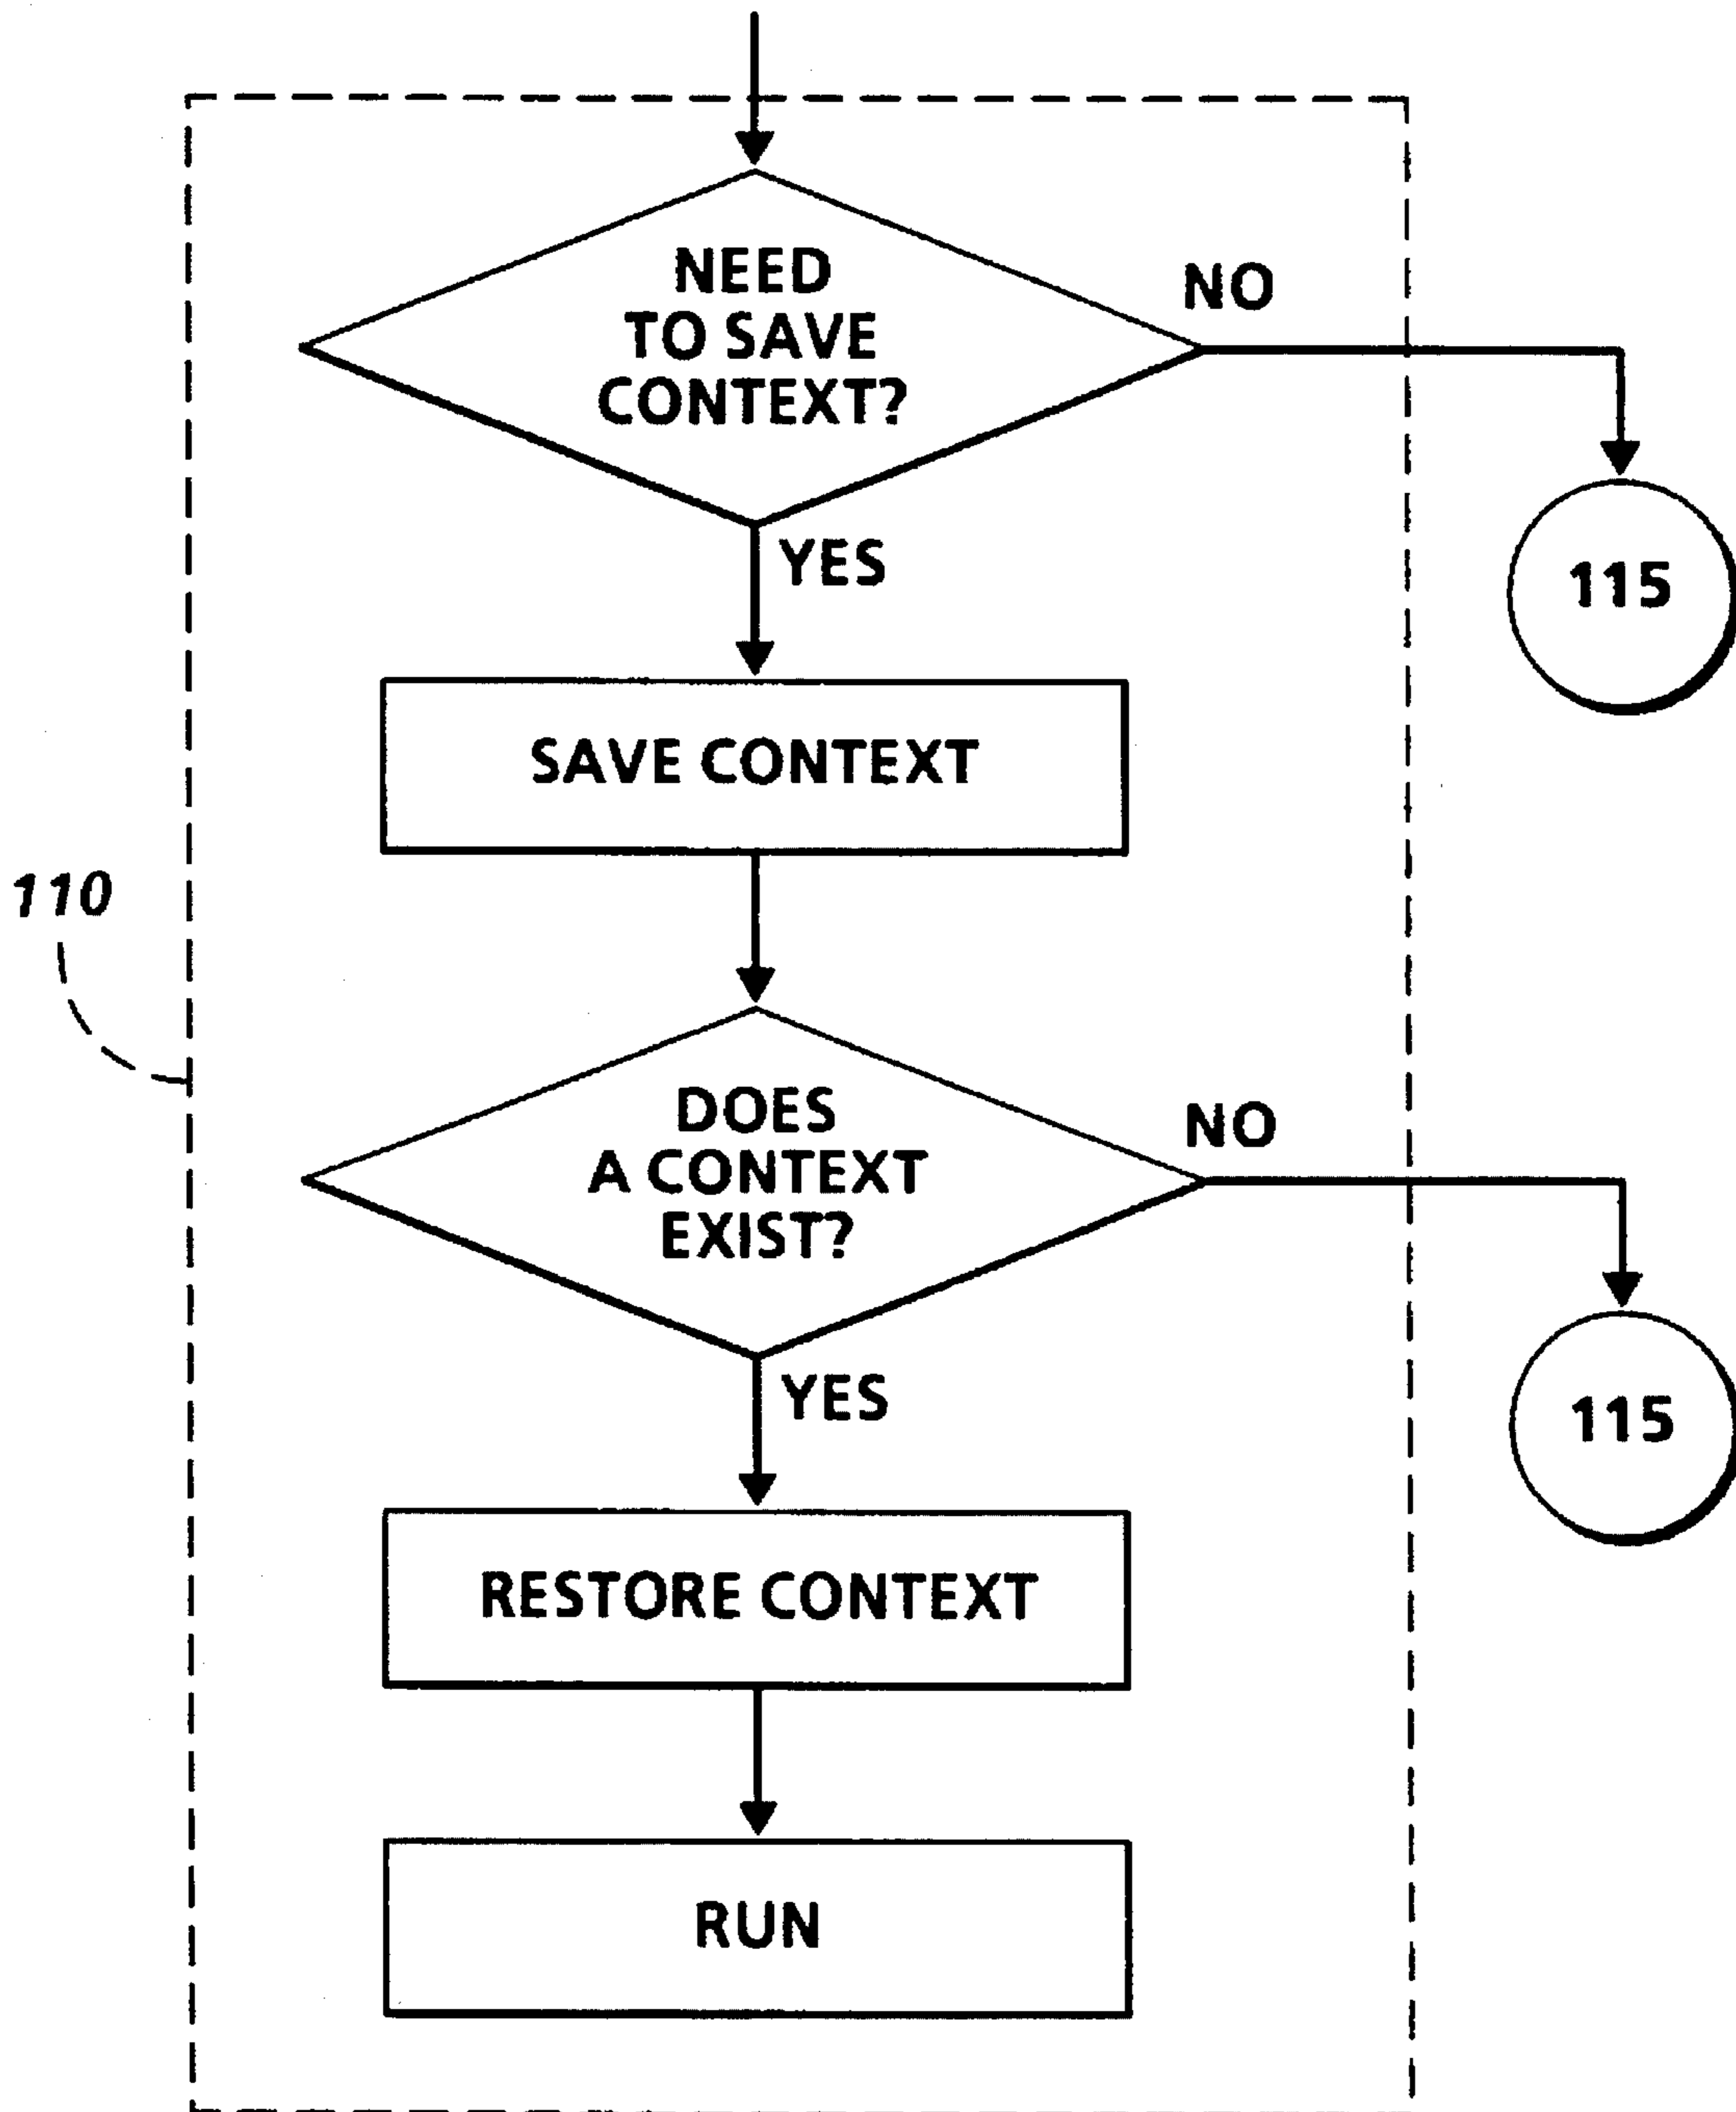 NEED
TO SAVE
CONTEXT?
NO
115
YES
SAVE CONTEXT
110
DOES
A CONTEXT
EXIST?
NO
115
YES
RESTORE CONTEXT
RUN